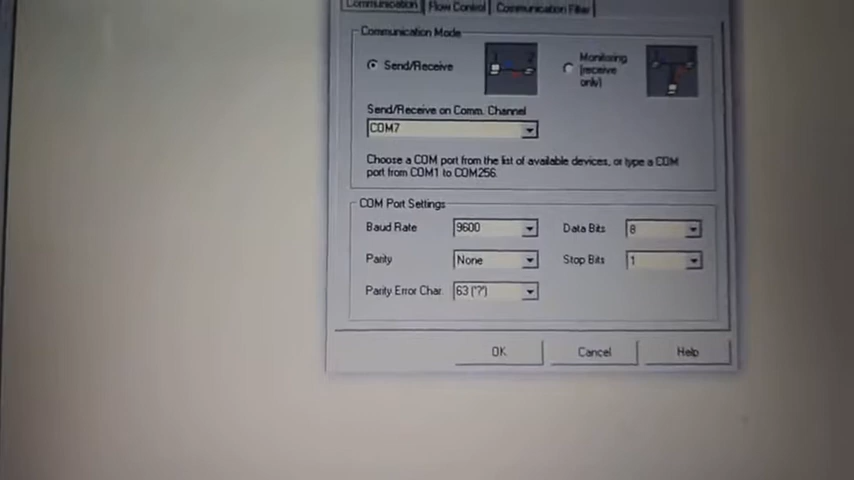 Communication Flow Control Communication Filter
Communication Mode
Send/Receive
1 2
Monitoring
(receive
only)
Send/Receive on Comm. Channel
COM7
Choose a COM port from the list of available devices, or type a COM
port from COM1 to COM256.
COM Port Settings
Baud Rate 9600 Data Bits 8
Parity None Stop Bits 1
Parity Error Char. 63 ('?')
OK Cancel Help